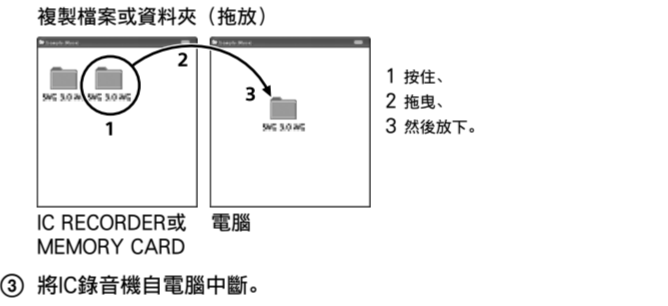 複製檔案或資料夾（拖放）
2
3
1
1 按住、
2 拖曳、
3 然後放下。
IC RECORDER或
MEMORY CARD
電腦
③ 將IC錄音機自電腦中斷。